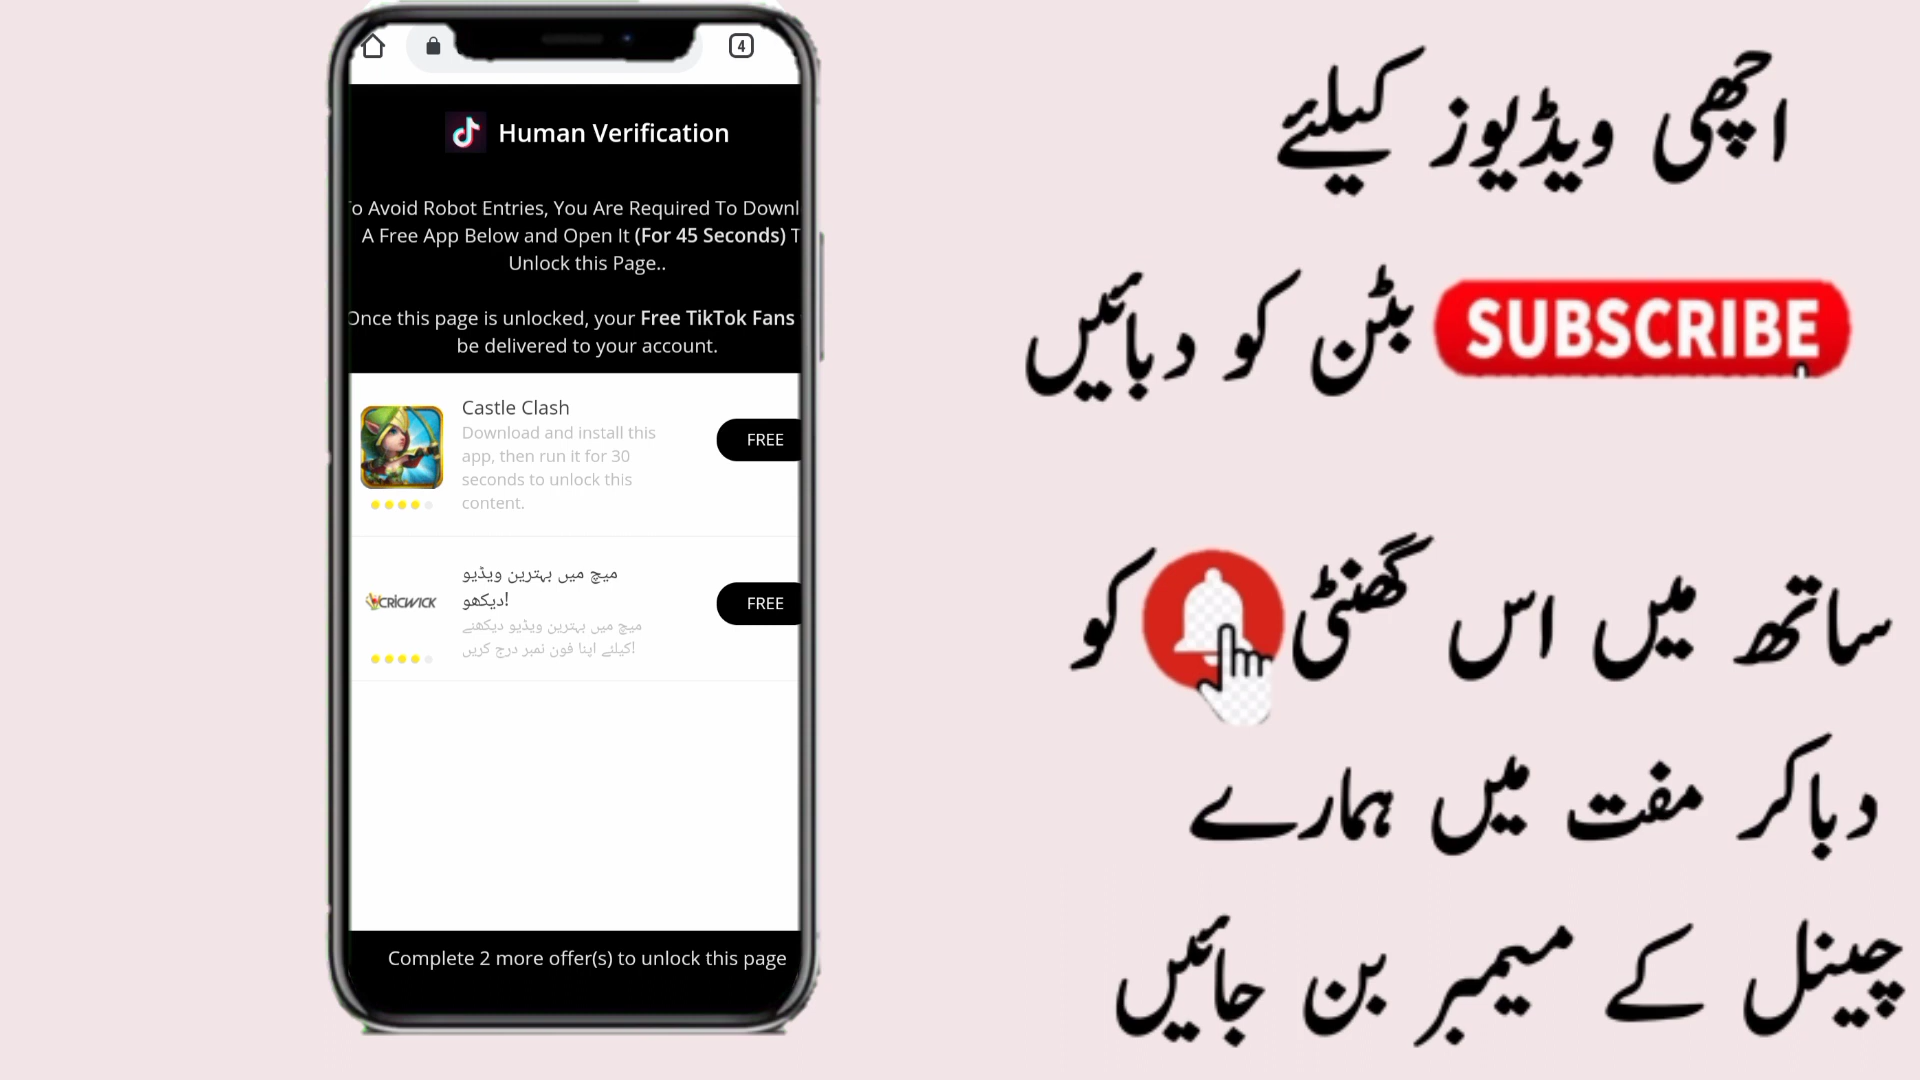 4
Human Verification
o Avoid Robot Entries, You Are Required To Downl
A Free App Below and Open It (For 45 Seconds) T
Unlock this Page..
Once this page is unlocked, your Free TikTok Fans
be delivered to your account.
Castle Clash
Download and install this
app, then run it for 30
seconds to unlock this
content.
FREE
CRICWICK
میچ میں بہترین ویڈیو
دیکھو!
میچ میں بہترین ویڈیو دیکھنے
کیلئے اپنا فون نمبر درج کریں!
FREE
Complete 2 more offer(s) to unlock this page
اچھی ویڈیوز کیلئے
SUBSCRIBE بٹن کو دبائیں
ساتھ میں اس گھنٹی کو
دباکر مفت میں ہمارے
چینل کے میمبر بن جائیں